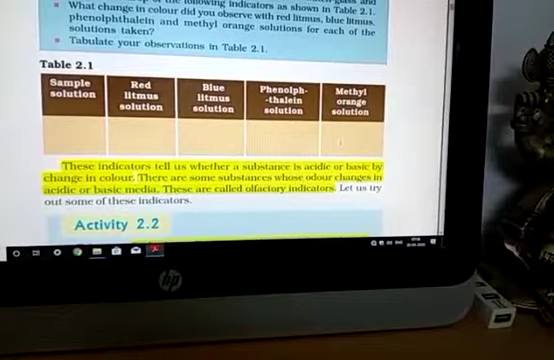 following indicators as shown in Table 2.1.
What change in colour did you observe with red litmus, blue litmus,
phenolphthalein and methyl orange solutions for each of the
solutions taken?
Tabulate your observations in Table 2.1.
Table 2.1
Sample solution
Red litmus solution
Blue litmus solution
Phenolph- -thalein solution
Methyl orange solution
These indicators tell us whether a substance is acidic or basic by
change in colour. There are some substances whose odour changes in
acidic or basic media. These are called olfactory indicators. Let us try
out some of these indicators.
Activity 2.2
hp